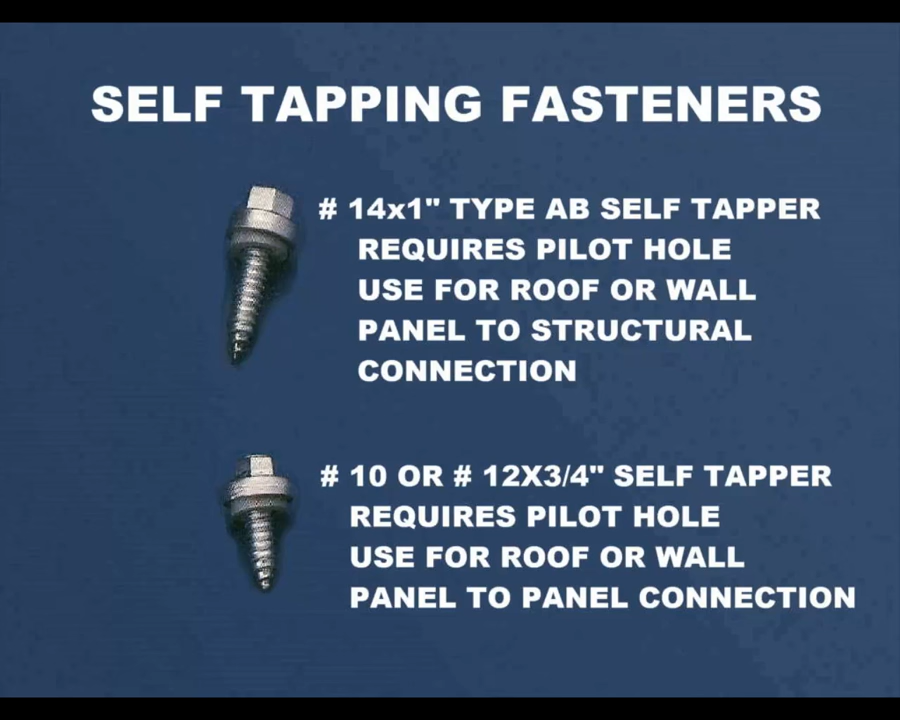 SELF TAPPING FASTENERS
# 14x1" TYPE AB SELF TAPPER
REQUIRES PILOT HOLE
USE FOR ROOF OR WALL
PANEL TO STRUCTURAL
CONNECTION
# 10 OR # 12X3/4" SELF TAPPER
REQUIRES PILOT HOLE
USE FOR ROOF OR WALL
PANEL TO PANEL CONNECTION